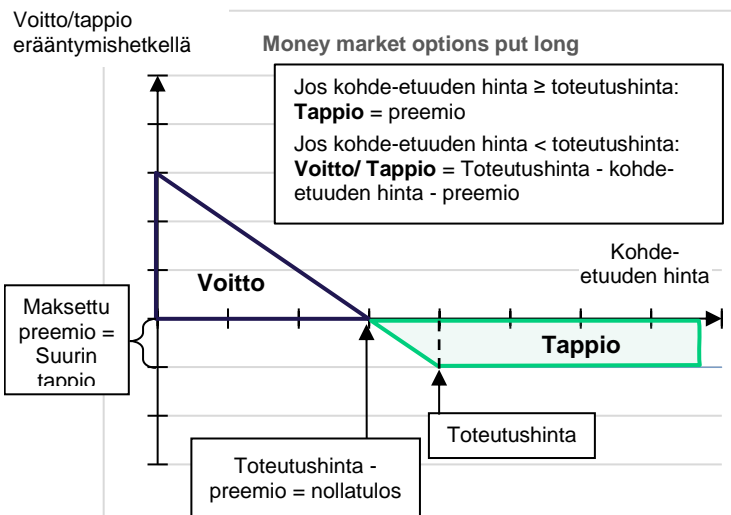 Voitto/tappio
erääntymishetkellä
Money market options put long
Jos kohde-etuuden hinta ≥ toteutushinta:
Tappio = preemio
Jos kohde-etuuden hinta < toteutushinta:
Voitto/ Tappio = Toteutushinta - kohde-
etuuden hinta - preemio
Kohde-
etuuden hinta
Voitto
Maksettu
preemio =
Suurin
tappio
Tappio
Toteutushinta
Toteutushinta -
preemio = nollatulos